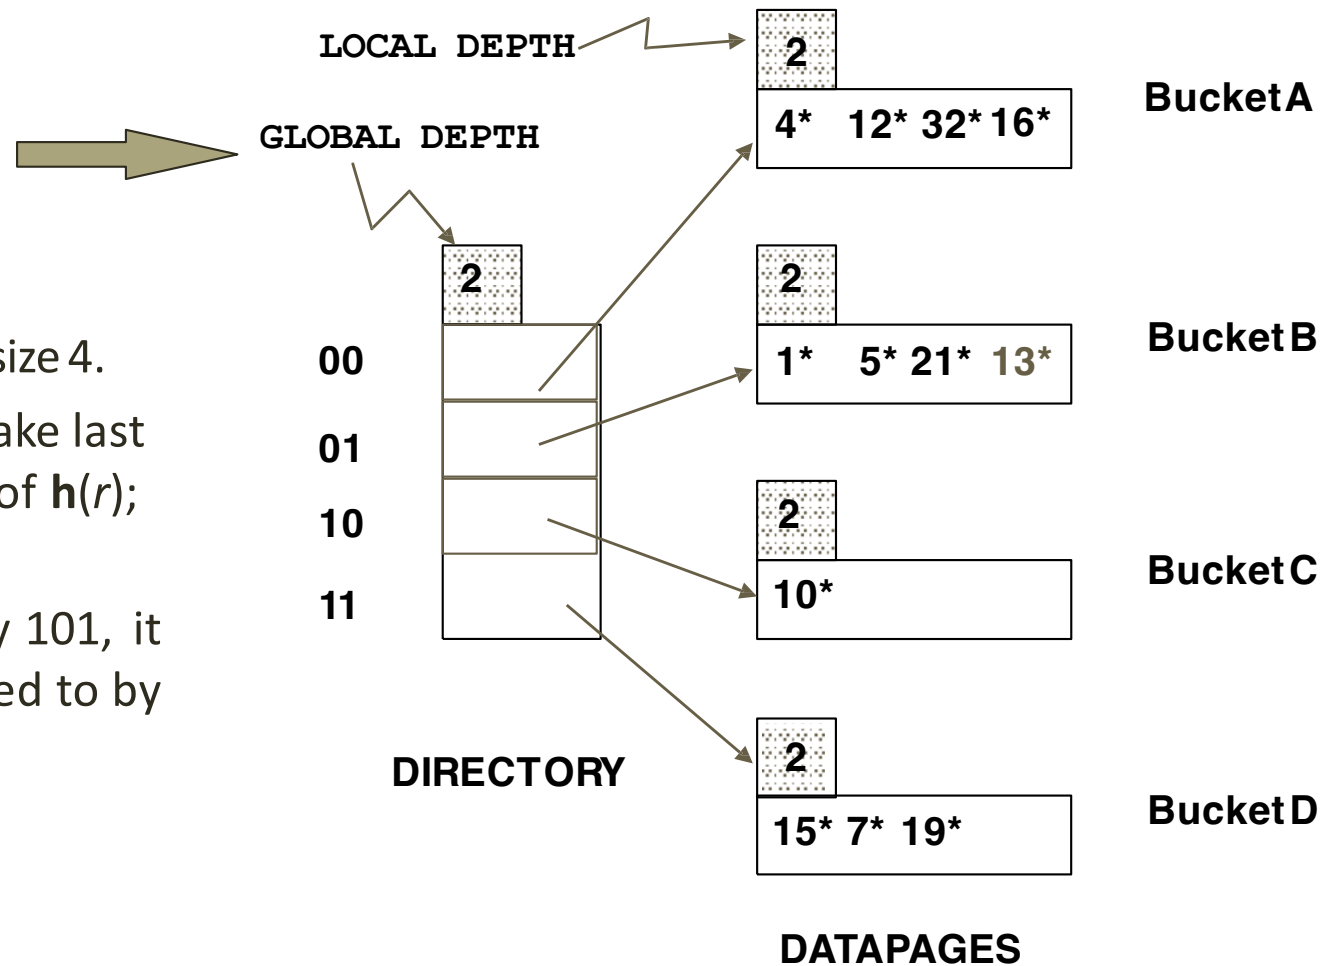 LOCAL DEPTH
2
Bucket A
4* 12* 32* 16*
GLOBAL DEPTH
2
2
size 4.
00
1* 5* 21* 13*
Bucket B
ake last
01
of h(r);
10
2
10*
Bucket C
11
y 101, it
ed to by
2
DIRECTORY
15* 7* 19*
Bucket D
DATAPAGES